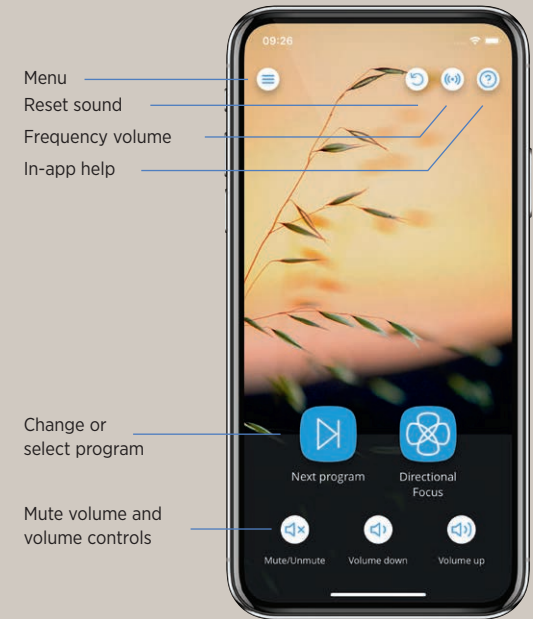 09:26
Menu
Reset sound
Frequency volume
In-app help
Change or
select program
Next program
Directional
Focus
Mute volume and
volume controls
Mute/Unmute
Volume down
Volume up